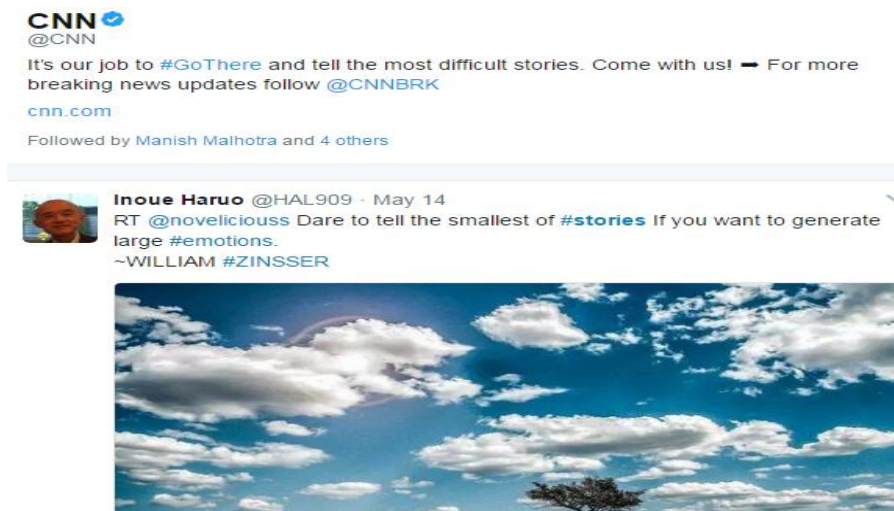 CNN
@CNN
It's our job to #GoThere and tell the most difficult stories. Come with us! ➡ For more
breaking news updates follow @CNNBRK
cnn.com
Followed by Manish Malhotra and 4 others
Inoue Haruo @HAL909 · May 14
RT @noveliciouss Dare to tell the smallest of #stories If you want to generate
large #emotions.
~WILLIAM #ZINSSER